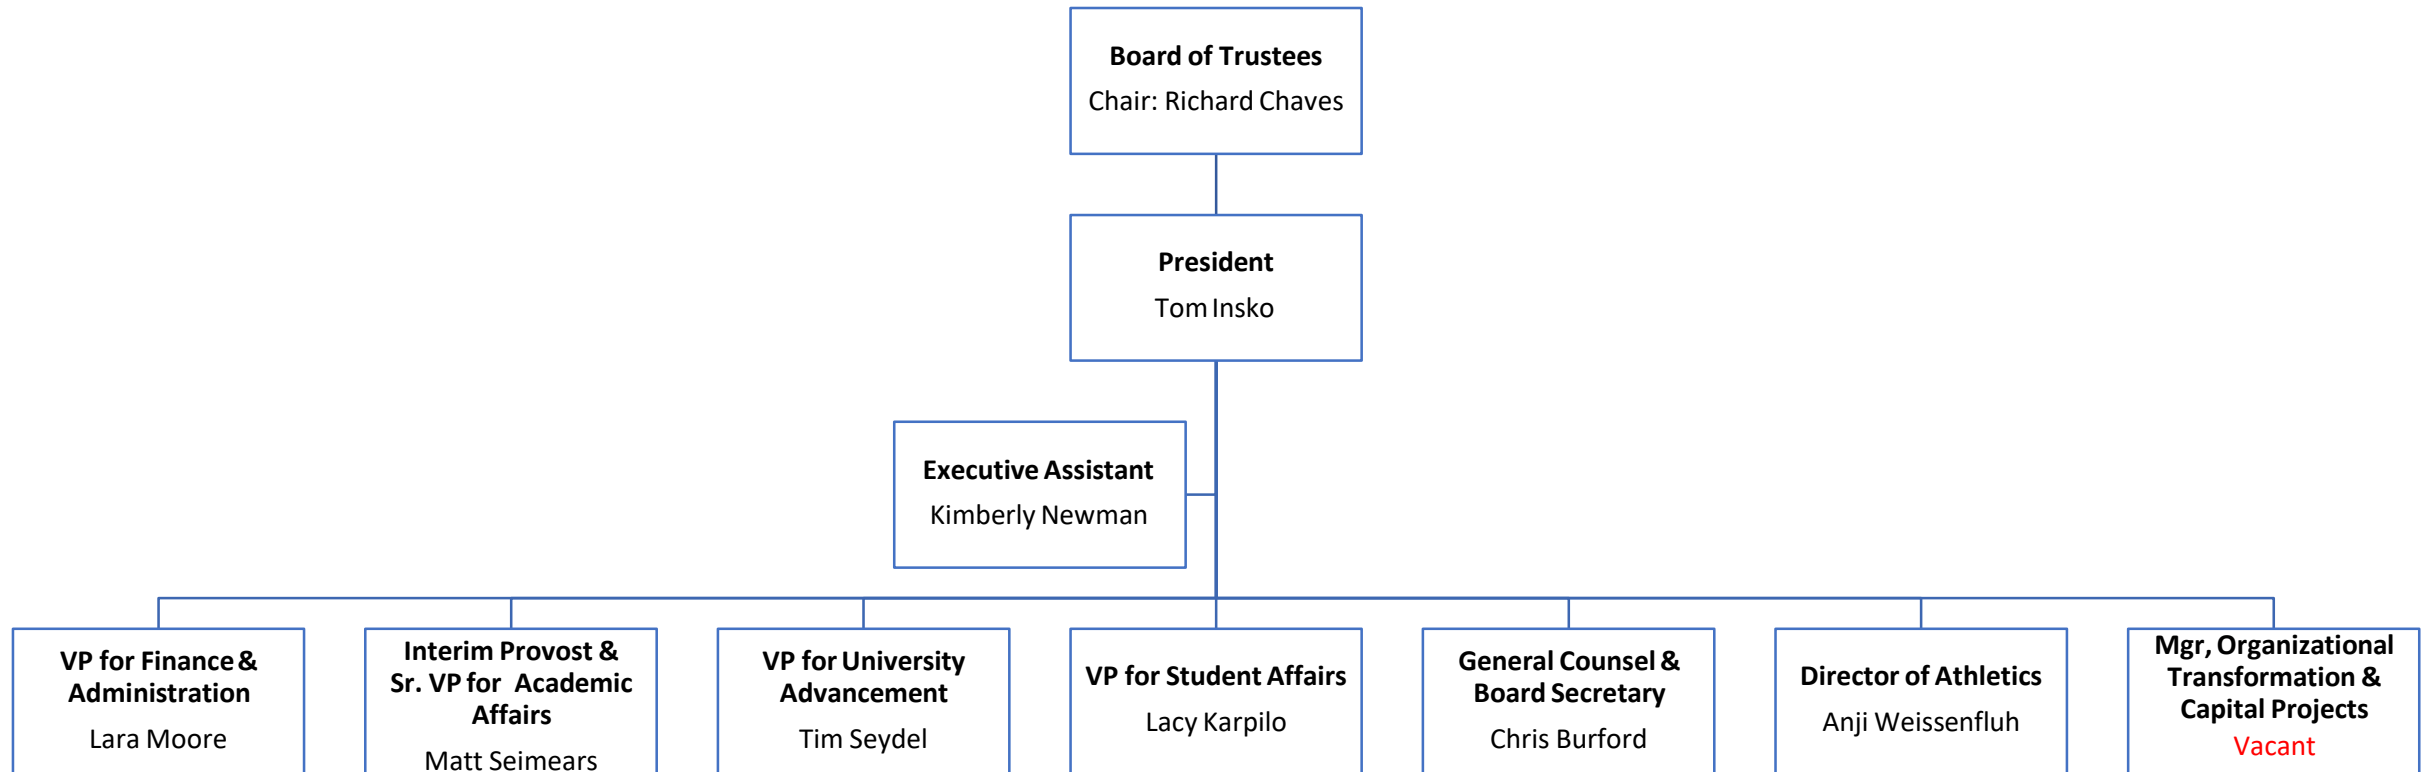 Board of Trustees
Chair: Richard Chaves
President
Tom Insko
Executive Assistant
Kimberly Newman
VP for Finance &
Administration
Lara Moore
Interim Provost &
Sr. VP for Academic
Affairs
Matt Seimears
VP for University
Advancement
Tim Seydel
VP for Student Affairs
Lacy Karpilo
General Counsel &
Board Secretary
Chris Burford
Director of Athletics
Anji Weissenfluh
Mgr, Organizational
Transformation &
Capital Projects
Vacant